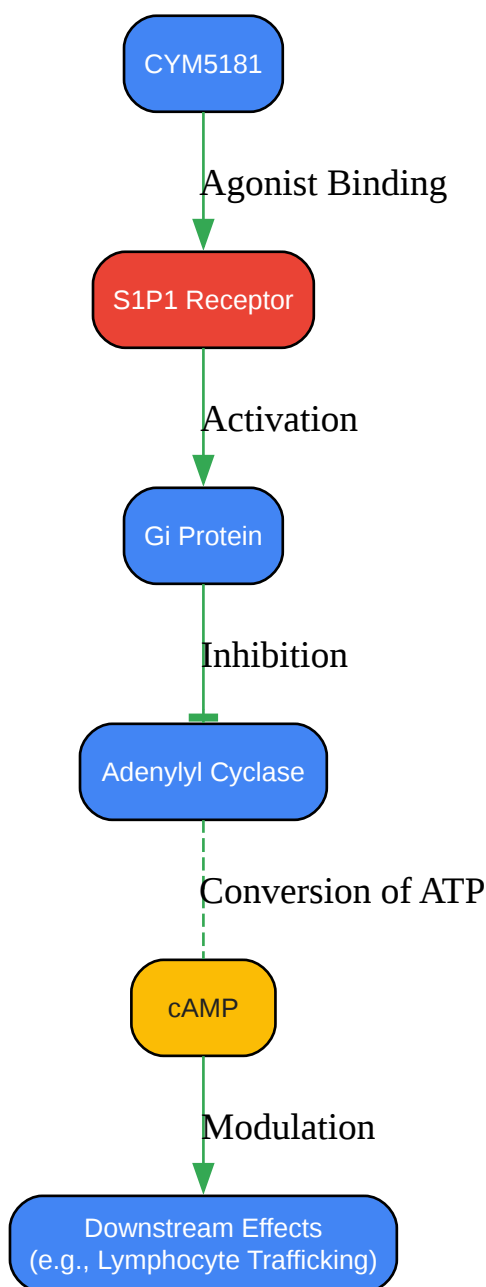 CYM5181
Agonist Binding
S1P1 Receptor
Activation
Gi Protein
Inhibition
Adenylyl Cyclase
Conversion of ATP
cAMP
Modulation
Downstream Effects
(e.g., Lymphocyte Trafficking)